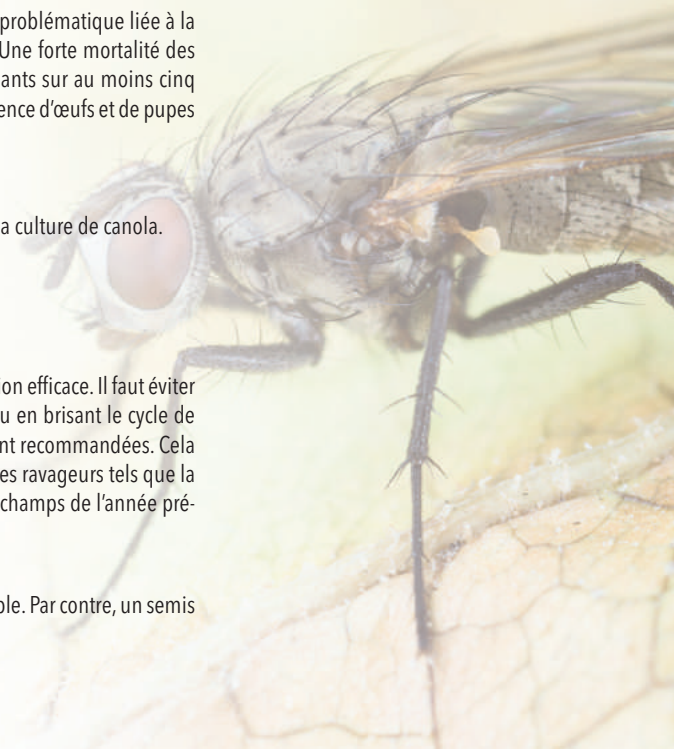 problématique liée à la
Une forte mortalité des
ants sur au moins cinq
ence d'œufs et de pupes
a culture de canola.
on efficace. Il faut éviter
u en brisant le cycle de
nt recommandées. Cela
es ravageurs tels que la
champs de l'année pré-
ble. Par contre, un semis